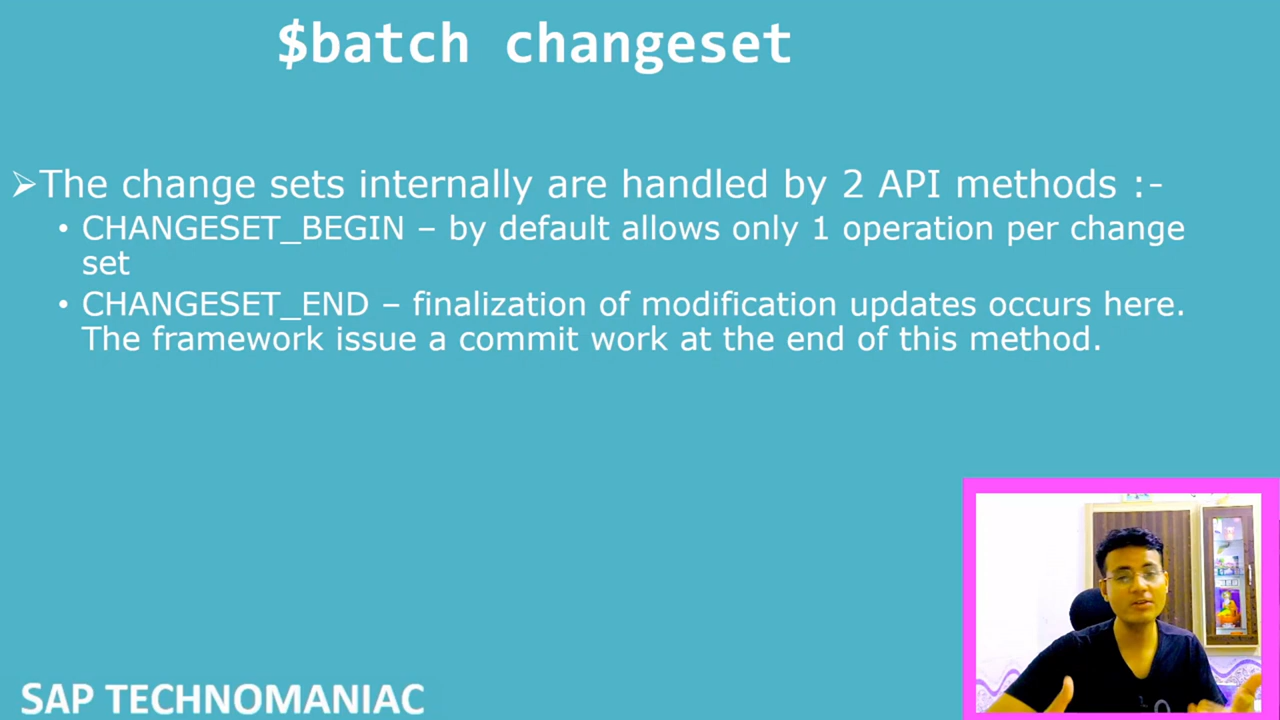 $batch changeset
➢The change sets internally are handled by 2 API methods :-
• CHANGESET_BEGIN – by default allows only 1 operation per change
set
• CHANGESET_END – finalization of modification updates occurs here.
The framework issue a commit work at the end of this method.
SAP TECHNOMANIAC